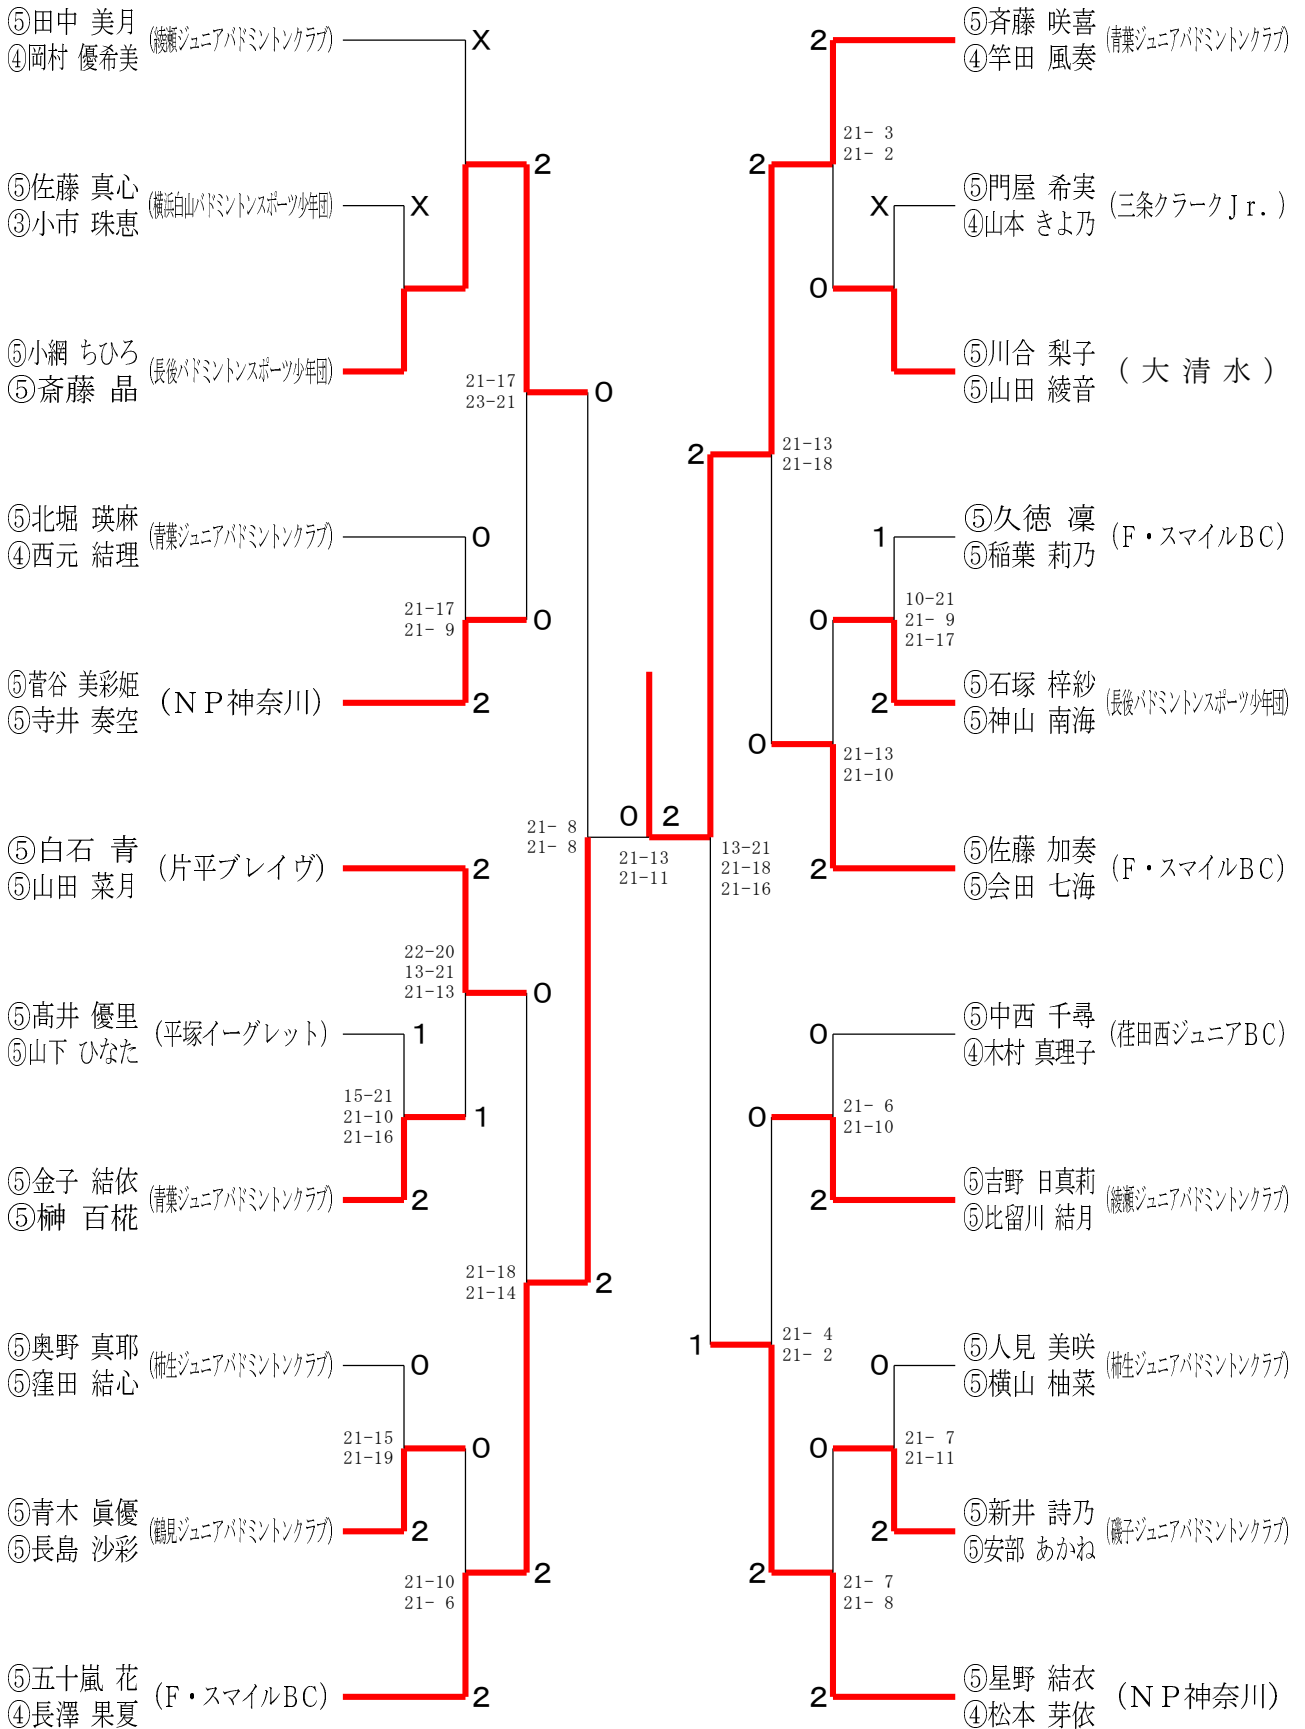 ⑤田中 美月
④岡村 優希美
(綾瀬ジュニアバドミントンクラブ)
X
⑤佐藤 真心
③小市 珠恵
(横浜白山バドミントンスポーツ少年団)
X
2
⑤小網 ちひろ
⑤斎藤 晶
(長後バドミントンスポーツ少年団)
21-17
23-21
0
⑤北堀 瑛麻
④西元 結理
(青葉ジュニアバドミントンクラブ)
0
21-17
21- 9
0
⑤菅谷 美彩姫
⑤寺井 奏空
(NP神奈川)
2
21- 8
21- 8
⑤白石 青
⑤山田 菜月
(片平ブレイヴ)
2
22-20
13-21
21-13
0
⑤髙井 優里
⑤山下 ひなた
(平塚イーグレット)
1
15-21
21-10
21-16
1
⑤金子 結依
⑤榊 百椛
(青葉ジュニアバドミントンクラブ)
2
21-18
21-14
2
⑤奥野 真耶
⑤窪田 結心
(柿生ジュニアバドミントンクラブ)
0
21-15
21-19
0
⑤青木 眞優
⑤長島 沙彩
(鶴見ジュニアバドミントンクラブ)
2
21-10
21- 6
2
⑤五十嵐 花
④長澤 果夏
(F・スマイルBC)
2
0
2
21-13
21-11
2
⑤斉藤 咲喜
④竿田 風奏
(青葉ジュニアバドミントンクラブ)
21- 3
21- 2
2
X
⑤門屋 希実
④山本 きよ乃
(三条クラークJr.)
0
⑤川合 梨子
⑤山田 綾音
(大清水)
2
21-13
21-18
1
⑤久徳 凜
⑤稲葉 莉乃
(F・スマイルBC)
0
10-21
21- 9
21-17
2
⑤石塚 梓紗
⑤神山 南海
(長後バドミントンスポーツ少年団)
0
21-13
21-10
2
⑤佐藤 加奏
⑤会田 七海
(F・スマイルBC)
13-21
21-18
21-16
0
⑤中西 千尋
④木村 真理子
(荏田西ジュニアBC)
0
21- 6
21-10
2
⑤吉野 日真莉
⑤比留川 結月
(綾瀬ジュニアバドミントンクラブ)
1
21- 4
21- 2
0
⑤人見 美咲
⑤横山 柚菜
(柿生ジュニアバドミントンクラブ)
0
21- 7
21-11
2
⑤新井 詩乃
⑤安部 あかね
(磯子ジュニアバドミントンクラブ)
2
21- 7
21- 8
2
⑤星野 結衣
④松本 芽依
(NP神奈川)